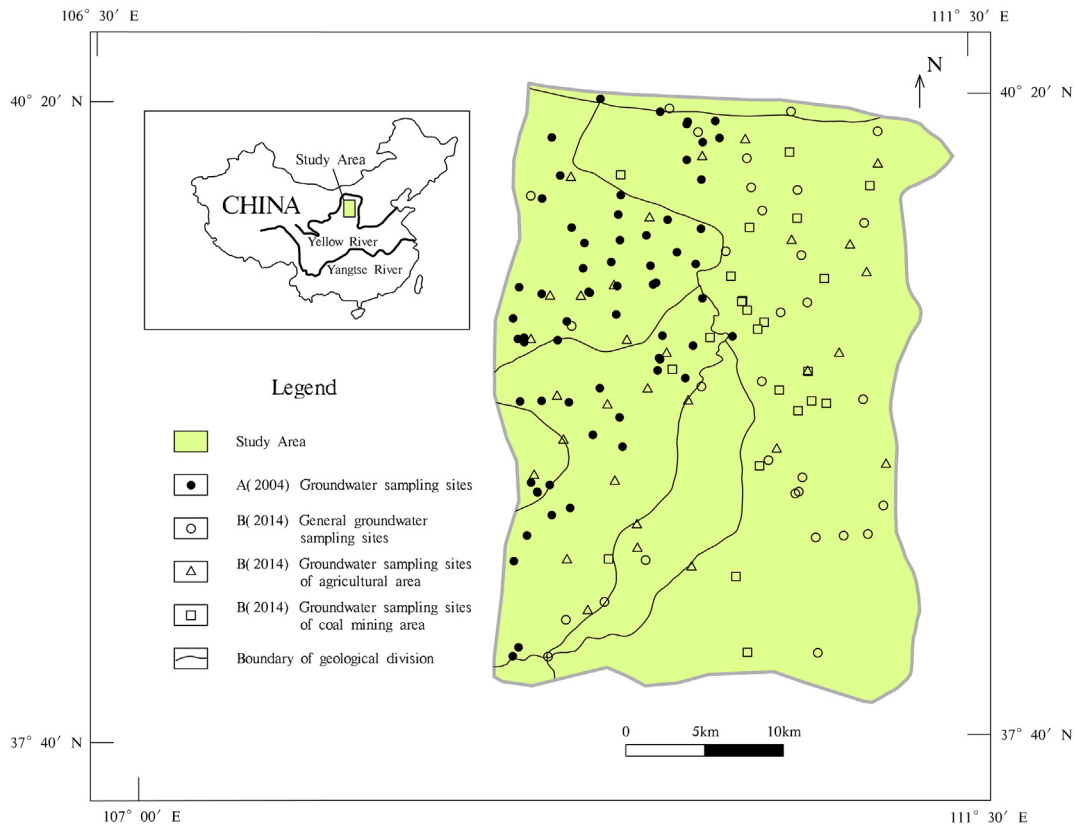 106° 30′ E
111° 30′ E
40° 20′ N
40° 20′ N
N
Study Area
CHINA
Yellow River
Yangtse River
Legend
Study Area
A(2004) Groundwater sampling sites
B(2014) General groundwater
sampling sites
B(2014) Groundwater sampling sites
of agricultural area
B(2014) Groundwater sampling sites
of coal mining area
Boundary of geological division
0 5km 10km
37° 40′ N
37° 40′ N
107° 00′ E
111° 30′ E